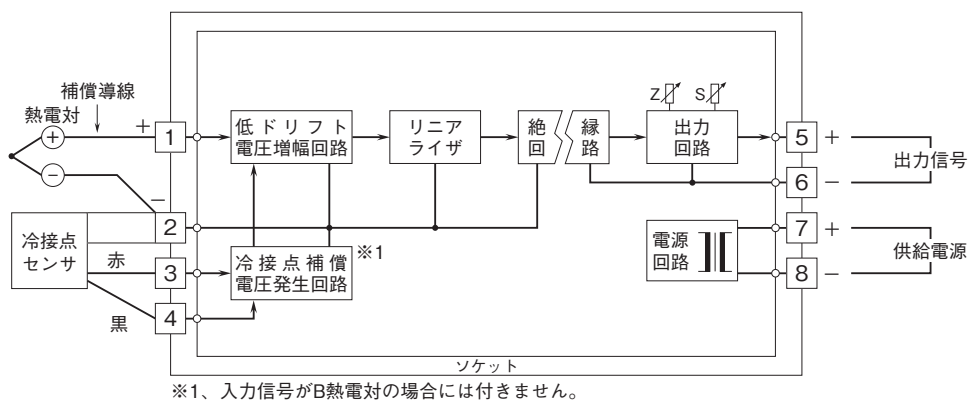 補償導線
熱電対
+
−
+
−
冷接点
センサ
赤
黒
1
2
3
4
低ドリフト
電圧増幅回路
リニア
ライザ
絶縁
回路
Z
S
出力
回路
冷接点補償
電圧発生回路
※1
電源
回路
5
+
6
−
出力信号
7
+
8
−
供給電源
ソケット
※1、入力信号がB熱電対の場合には付きません。